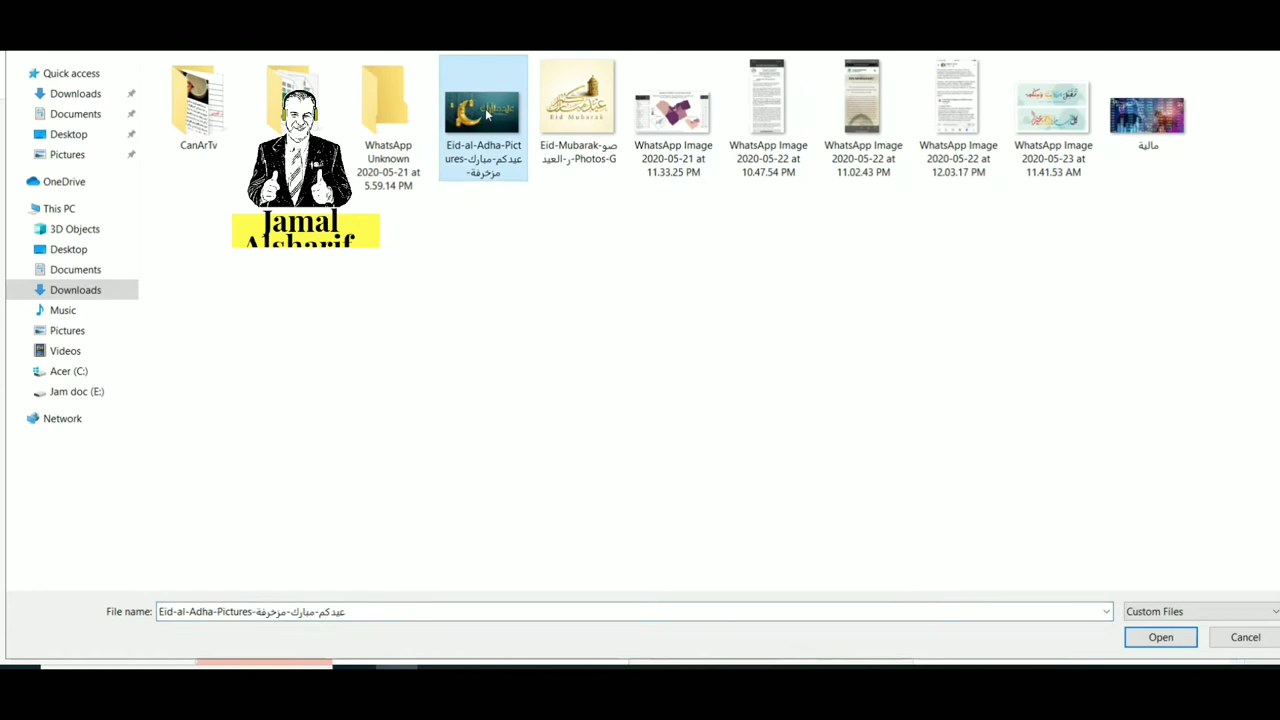 Quick access
Downloads
Documents
Desktop
Pictures
OneDrive
This PC
3D Objects
Desktop
Documents
Downloads
Music
Pictures
Videos
Acer (C:)
Jam doc (E:)
Network
CanArTv
Jamal
Alsharif
WhatsApp
Unknown
2020-05-21 at
5.59.14 PM
Eid-al-Adha-Pict
ures-عيدكم-مبارك
مزخرفة-
Eid Mubarak
Eid-Mubarak-صو
ر-العيد-Photos-G
WhatsApp Image
2020-05-21 at
11.33.25 PM
WhatsApp Image
2020-05-22 at
10.47.54 PM
WhatsApp Image
2020-05-22 at
11.02.43 PM
WhatsApp Image
2020-05-22 at
12.03.17 PM
WhatsApp Image
2020-05-23 at
11.41.53 AM
مالية
File name: Eid-al-Adha-Pictures-عيدكم-مبارك-مزخرفة
Custom Files
Open
Cancel